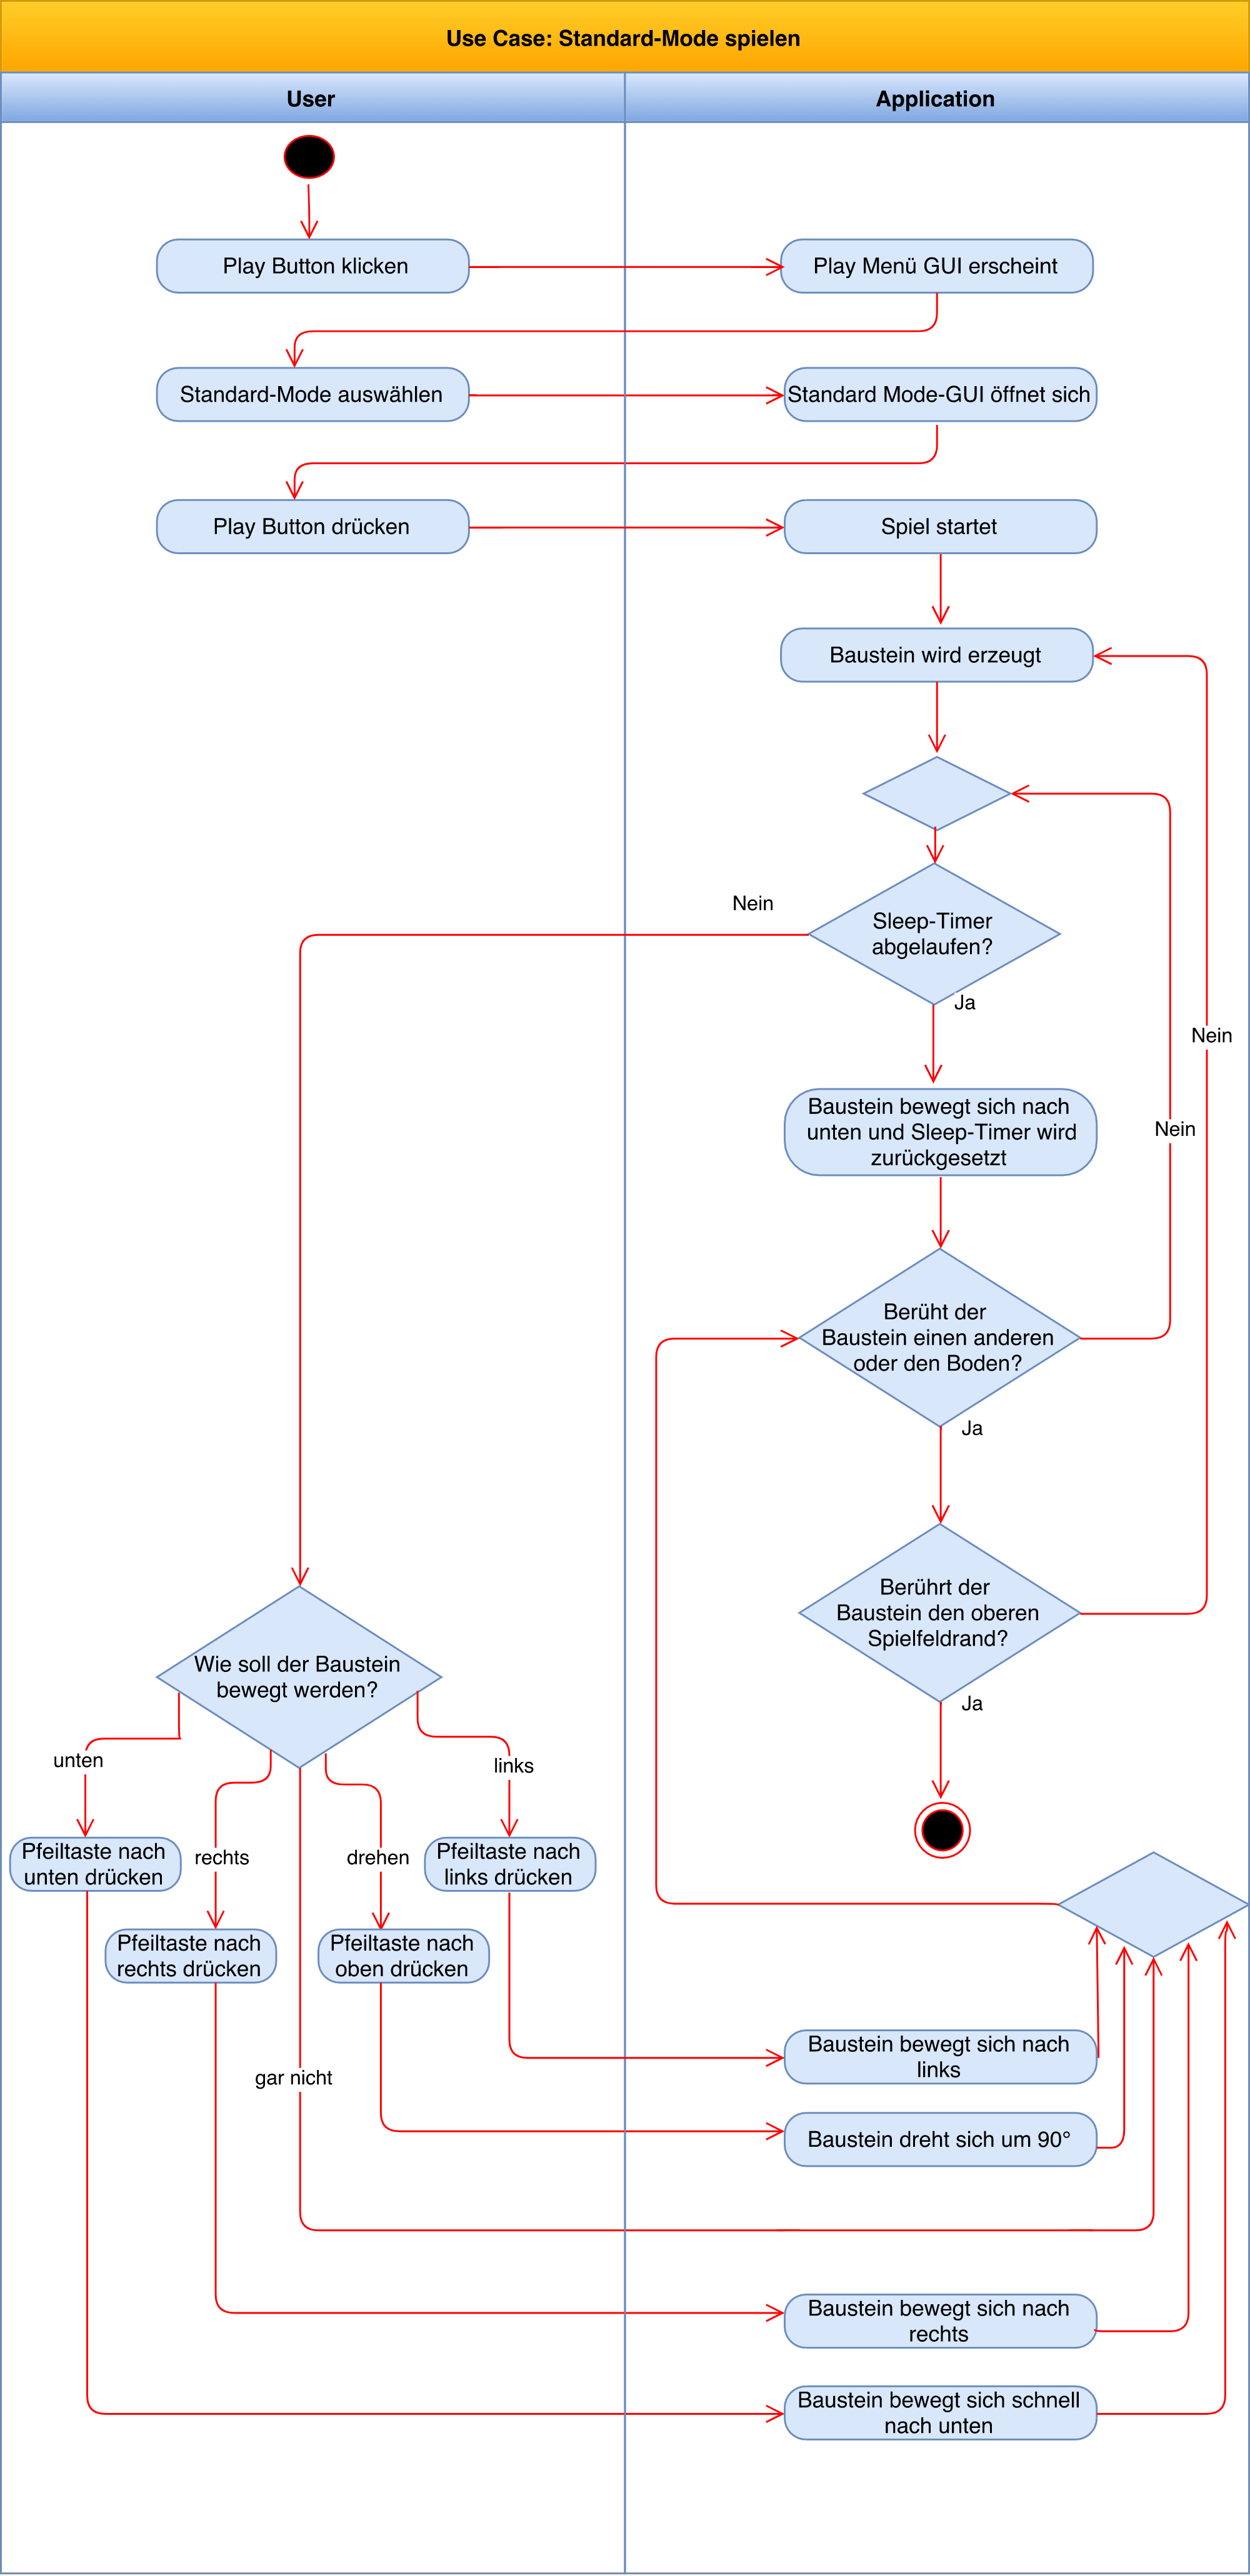 Use Case: Standard-Mode spielen
User
Application
Play Button klicken
Play Menü GUI erscheint
Standard-Mode auswählen
Standard Mode-GUI öffnet sich
Play Button drücken
Spiel startet
Baustein wird erzeugt
Nein
Sleep-Timer
abgelaufen?
Ja
Nein
Baustein bewegt sich nach
unten und Sleep-Timer wird
zurückgesetzt
Nein
Berüht der
Baustein einen anderen
oder den Boden?
Ja
Berührt der
Baustein den oberen
Spielfeldrand?
Ja
Wie soll der Baustein
bewegt werden?
unten
links
Pfeiltaste nach
unten drücken
rechts
drehen
Pfeiltaste nach
links drücken
Pfeiltaste nach
rechts drücken
Pfeiltaste nach
oben drücken
gar nicht
Baustein bewegt sich nach
links
Baustein dreht sich um 90°
Baustein bewegt sich nach
rechts
Baustein bewegt sich schnell
nach unten